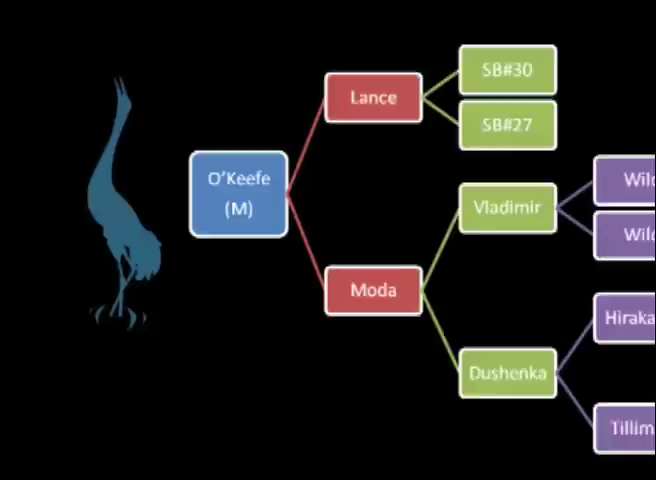 O'Keefe
(M)
Lance
Moda
SB#30
SB#27
Vladimir
Dushenka